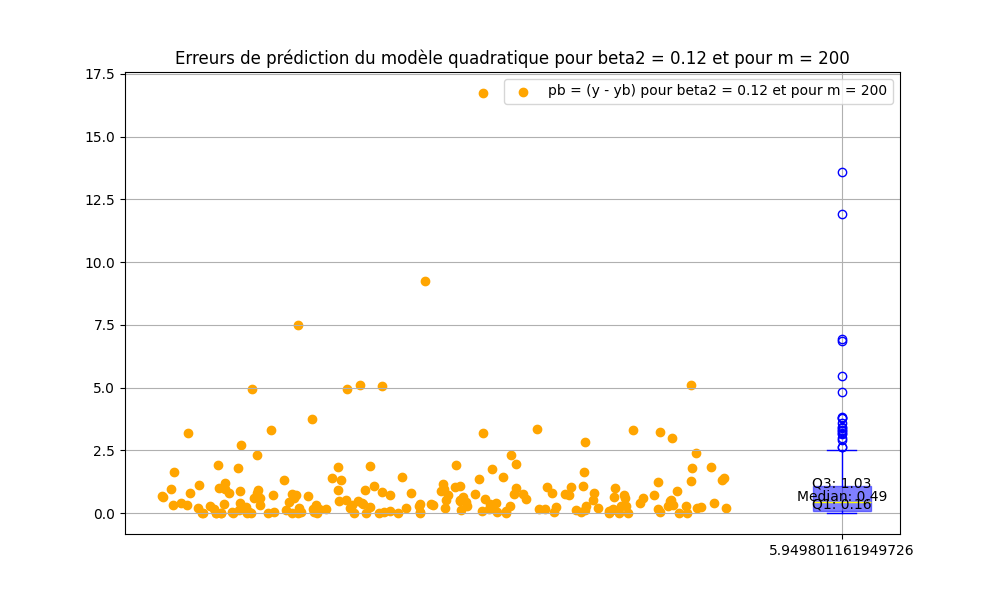 Erreurs de prédiction du modèle quadratique pour beta2 = 0.12 et pour m = 200
pb = (y - yb) pour beta2 = 0.12 et pour m = 200
17.5
15.0
12.5
10.0
7.5
5.0
2.5
0.0
Q3: 1.03
Median: 0.49
Q1: 0.16
5.949801161949726